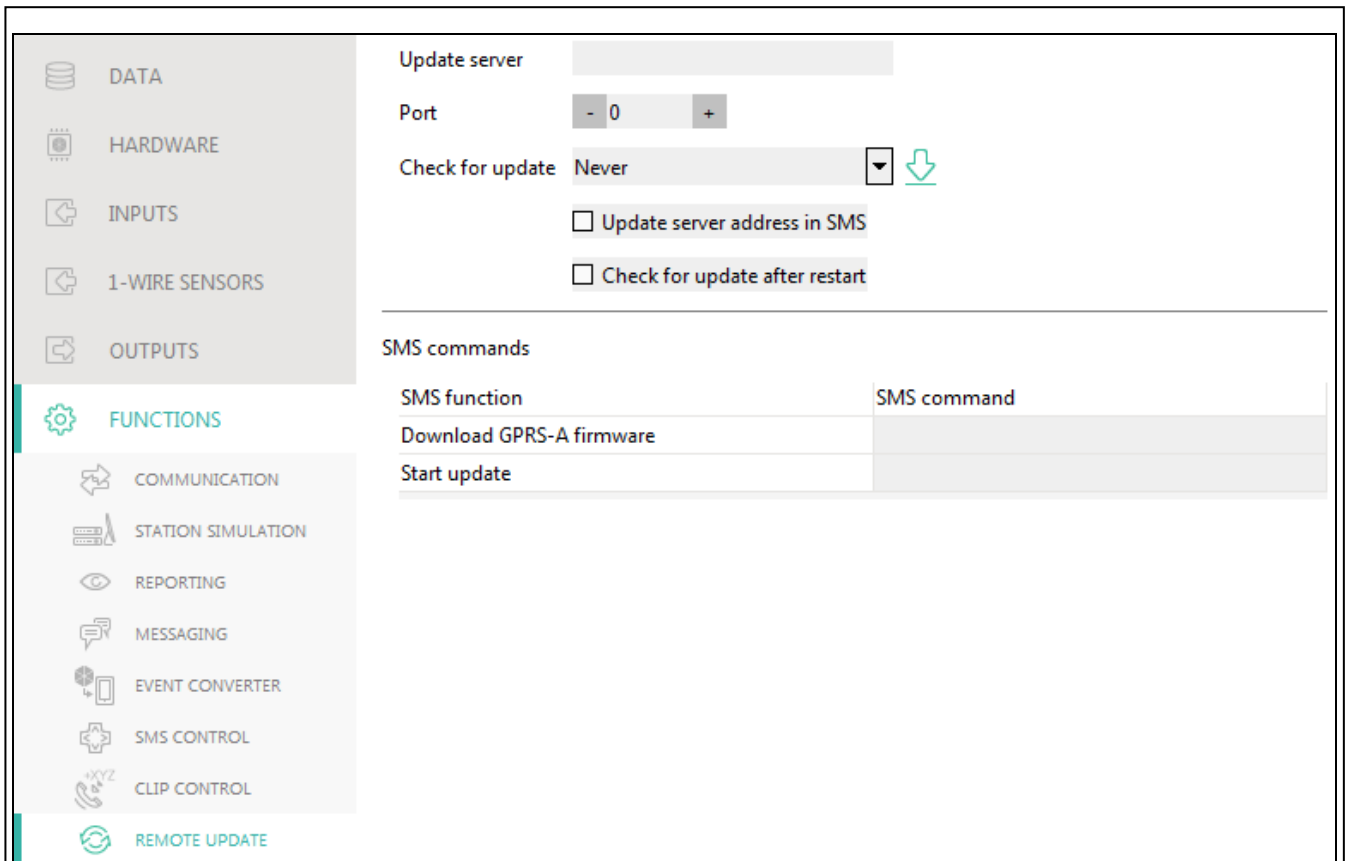 DATA
HARDWARE
INPUTS
1-WIRE SENSORS
OUTPUTS
FUNCTIONS
COMMUNICATION
STATION SIMULATION
REPORTING
MESSAGING
EVENT CONVERTER
SMS CONTROL
+XYZ
CLIP CONTROL
REMOTE UPDATE
Update server
Port - 0 +
Check for update Never
Update server address in SMS
Check for update after restart
SMS commands
SMS function SMS command
Download GPRS-A firmware
Start update